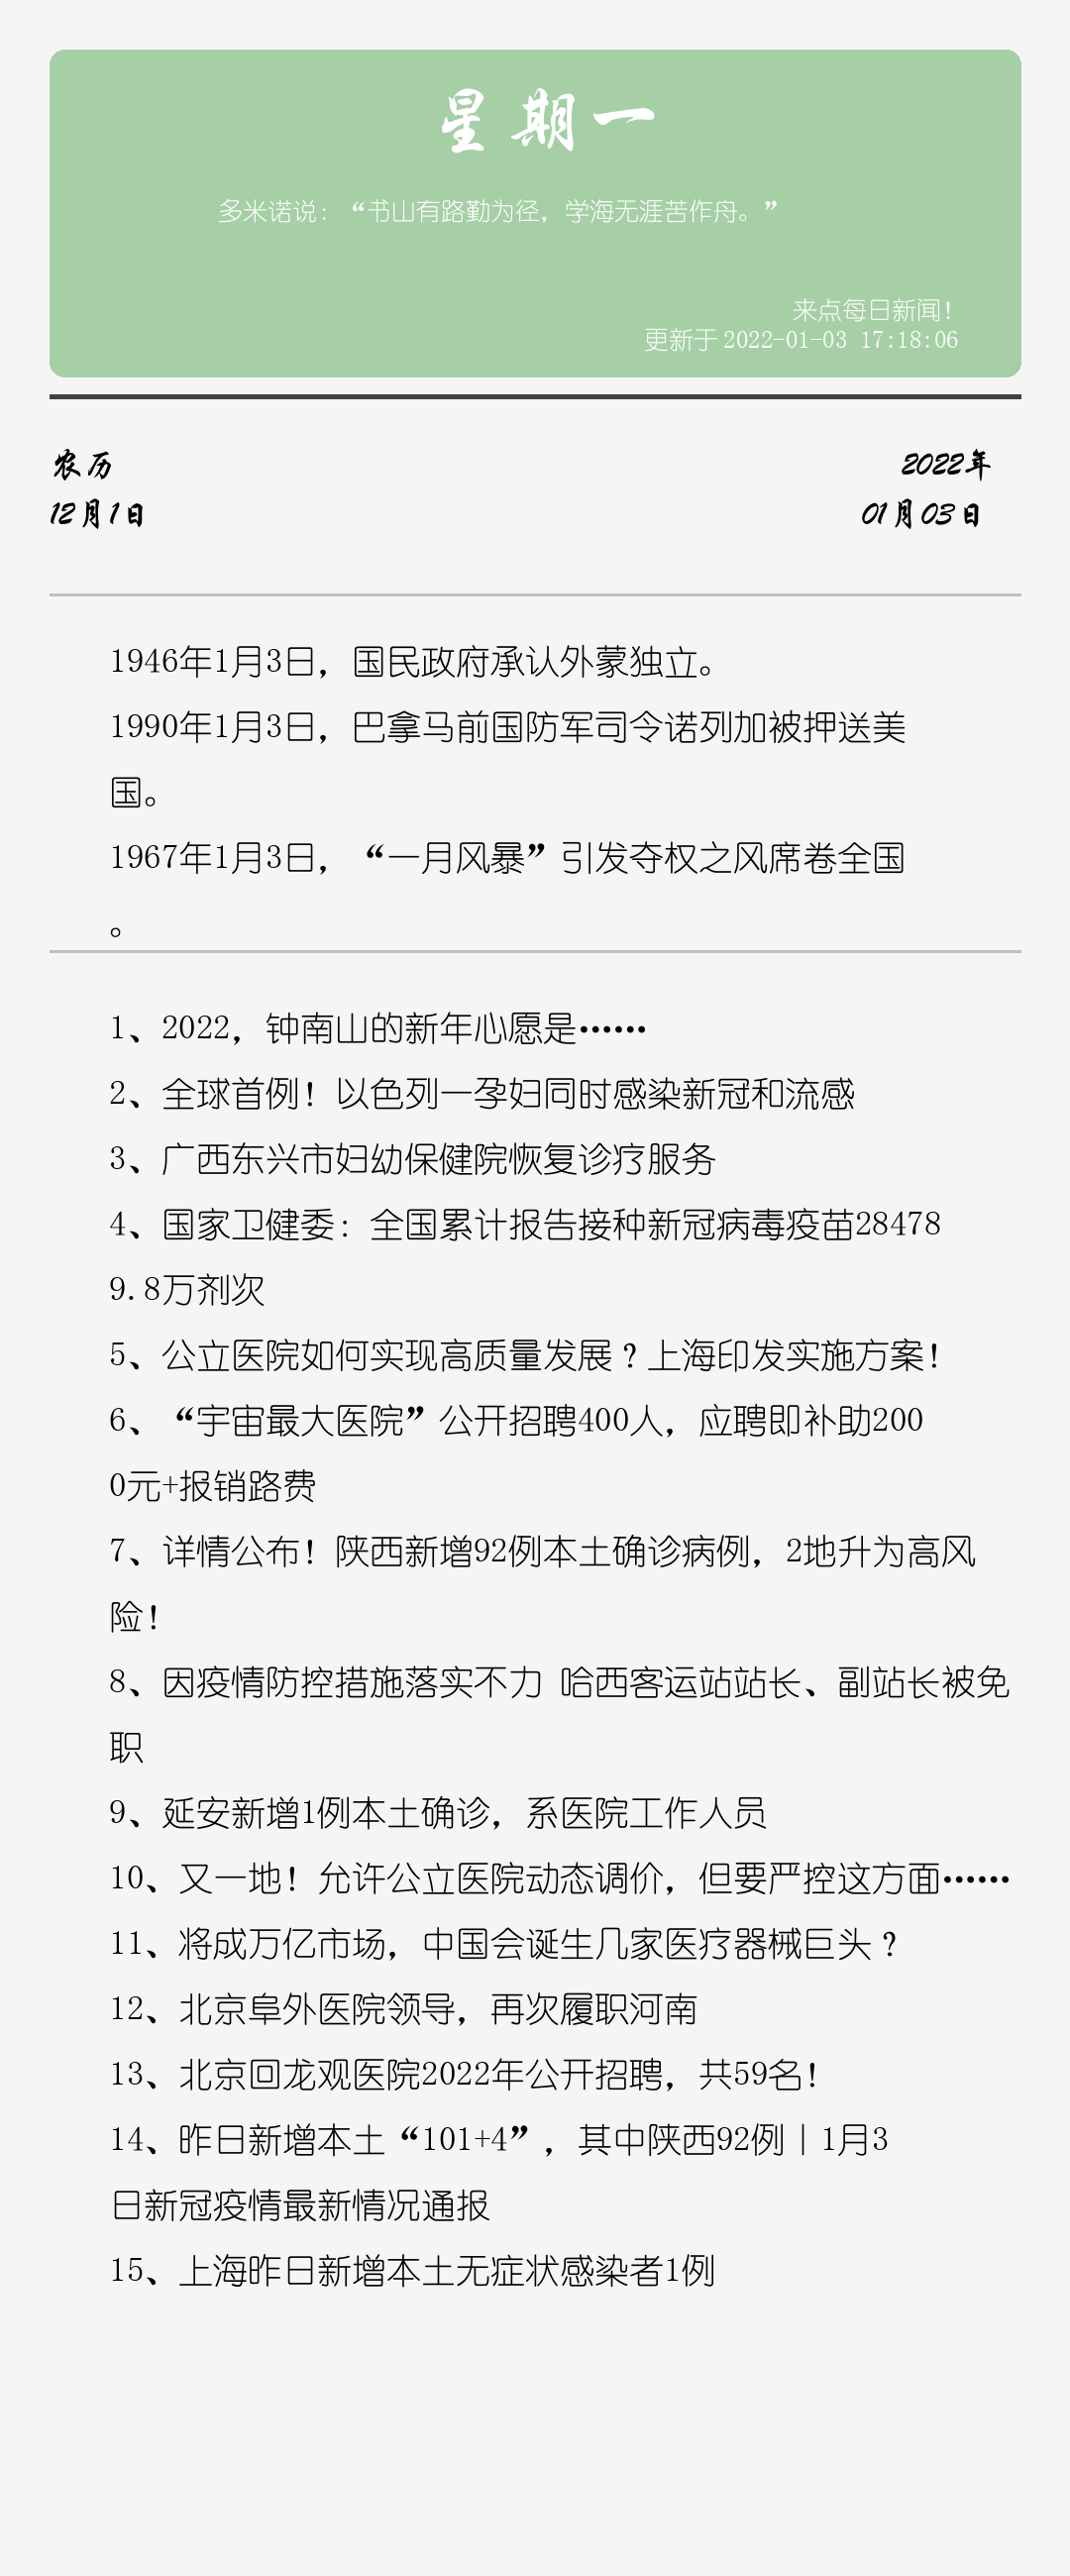 星期一
多米诺说：“书山有路勤为径，学海无涯苦作舟。”
来点每日新闻！
更新于 2022-01-03 17:18:06
农历
2022年
12月1日
01月03日
1946年1月3日，国民政府承认外蒙独立。
1990年1月3日，巴拿马前国防军司令诺列加被押送美
国。
1967年1月3日，“一月风暴”引发夺权之风席卷全国
。
1、2022，钟南山的新年心愿是……
2、全球首例！以色列一孕妇同时感染新冠和流感
3、广西东兴市妇幼保健院恢复诊疗服务
4、国家卫健委：全国累计报告接种新冠病毒疫苗28478
9.8万剂次
5、公立医院如何实现高质量发展？上海印发实施方案！
6、“宇宙最大医院”公开招聘400人，应聘即补助200
0元+报销路费
7、详情公布！陕西新增92例本土确诊病例，2地升为高风
险！
8、因疫情防控措施落实不力 哈西客运站站长、副站长被免
职
9、延安新增1例本土确诊，系医院工作人员
10、又一地！允许公立医院动态调价，但要严控这方面……
11、将成万亿市场，中国会诞生几家医疗器械巨头？
12、北京阜外医院领导，再次履职河南
13、北京回龙观医院2022年公开招聘，共59名！
14、昨日新增本土“101+4”，其中陕西92例｜1月3
日新冠疫情最新情况通报
15、上海昨日新增本土无症状感染者1例